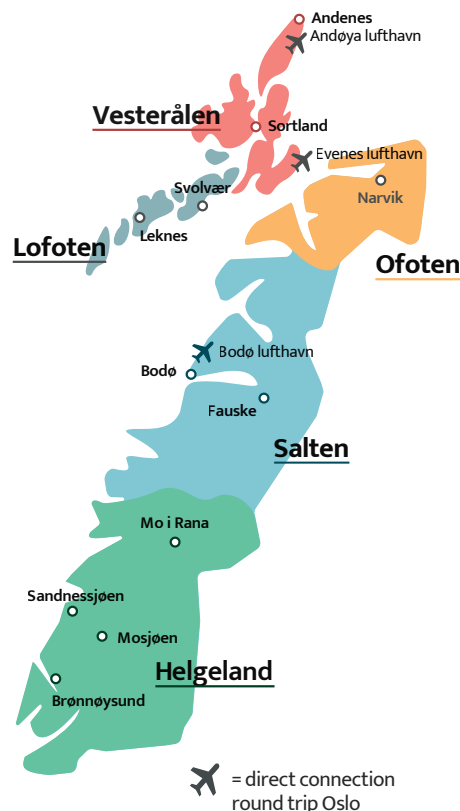 Andenes
Andøya lufthavn
Vesterålen
Sortland
Evenes lufthavn
Svolvær
Narvik
Leknes
Lofoten
Ofoten
Bodø lufthavn
Bodø
Fauske
Salten
Mo i Rana
Sandnessjøen
Mosjøen
Helgeland
Brønnøysund
= direct connection
round trip Oslo